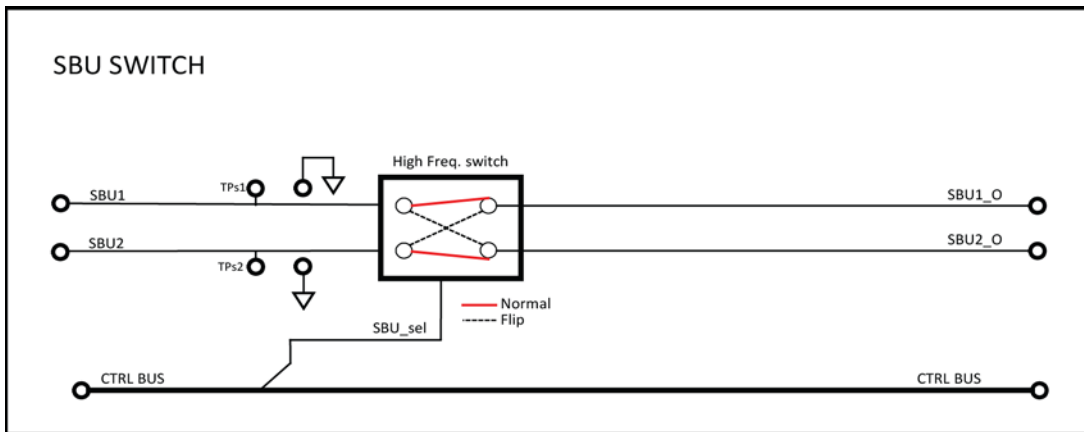 SBU SWITCH
High Freq. switch
TPs1
SBU1
SBU1_O
SBU2
SBU2_O
TPs2
Normal
Flip
SBU_sel
CTRL BUS
CTRL BUS